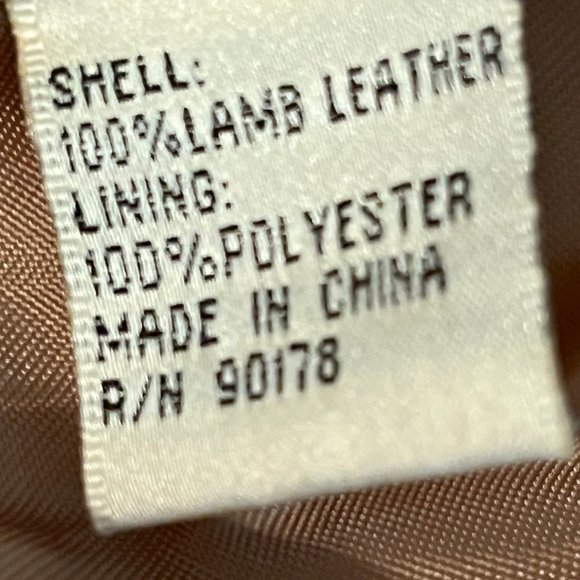 SHELL:
100%LAMB LEATHER
LINING:
100%POLYESTER
MADE IN CHINA
R/N 90178